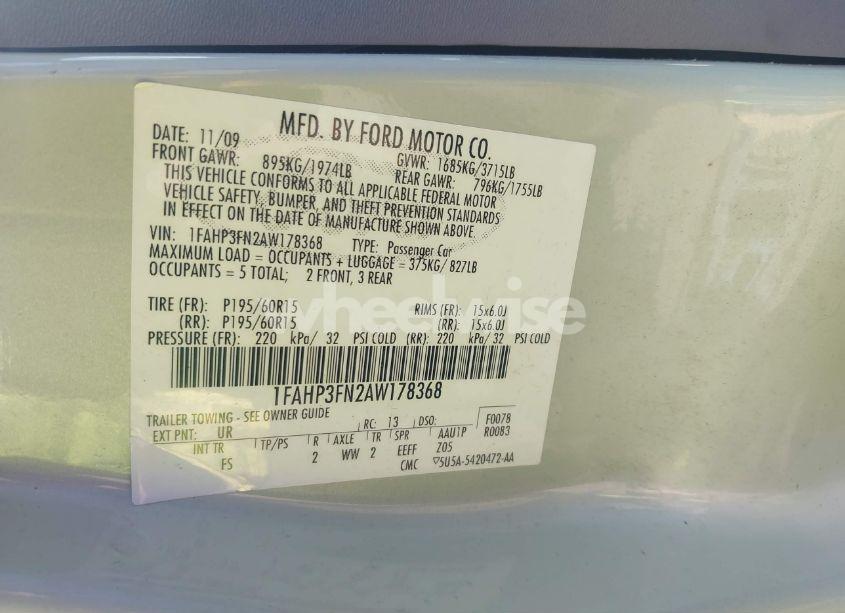 MFD. BY FORD MOTOR CO.
DATE: 11/09 GVWR: 1685KG/3715LB
FRONT GAWR: 895KG/1974LB REAR GAWR: 796KG/1755LB
THIS VEHICLE CONFORMS TO ALL APPLICABLE FEDERAL MOTOR
VEHICLE SAFETY, BUMPER, AND THEFT PREVENTION STANDARDS
IN EFFECT ON THE DATE OF MANUFACTURE SHOWN ABOVE.
VIN: 1FAHP3FN2AW178368 TYPE: Passenger Car
MAXIMUM LOAD = OCCUPANTS + LUGGAGE = 375KG/ 827LB
OCCUPANTS = 5 TOTAL; 2 FRONT, 3 REAR
TIRE (FR): P195/60R15 RIMS (FR): 15x6.0J
(RR): P195/60R15 (RR): 15x6.0J
PRESSURE (FR): 220 kPa/ 32 PSI COLD (RR): 220 kPa/ 32 PSI COLD
wheelwise
1FAHP3FN2AW178368
TRAILER TOWING - SEE OWNER GUIDE
RC: 13 DSO: F0078
EXT PNT: UR R0083
INT TR TP/PS R AXLE TR SPR AAU1P
FS 2 WW 2 EEFF Z05
CMC ▽5U5A-5420472-AA